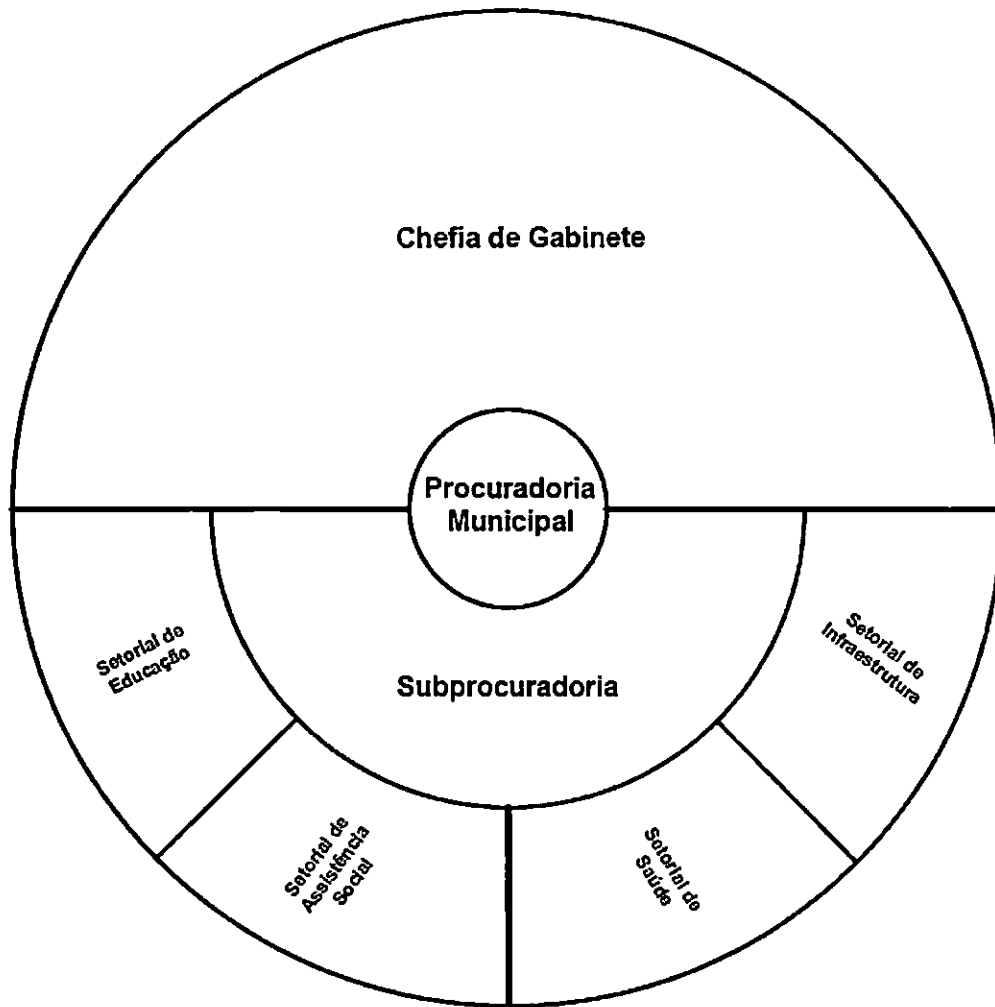 Chefia de Gabinete
Procuradoria
Municipal
Setorial de
Educação
Subprocuradoria
Setorial de
Infraestrutura
Setorial de
Assistência
Social
Setorial de
Saúde